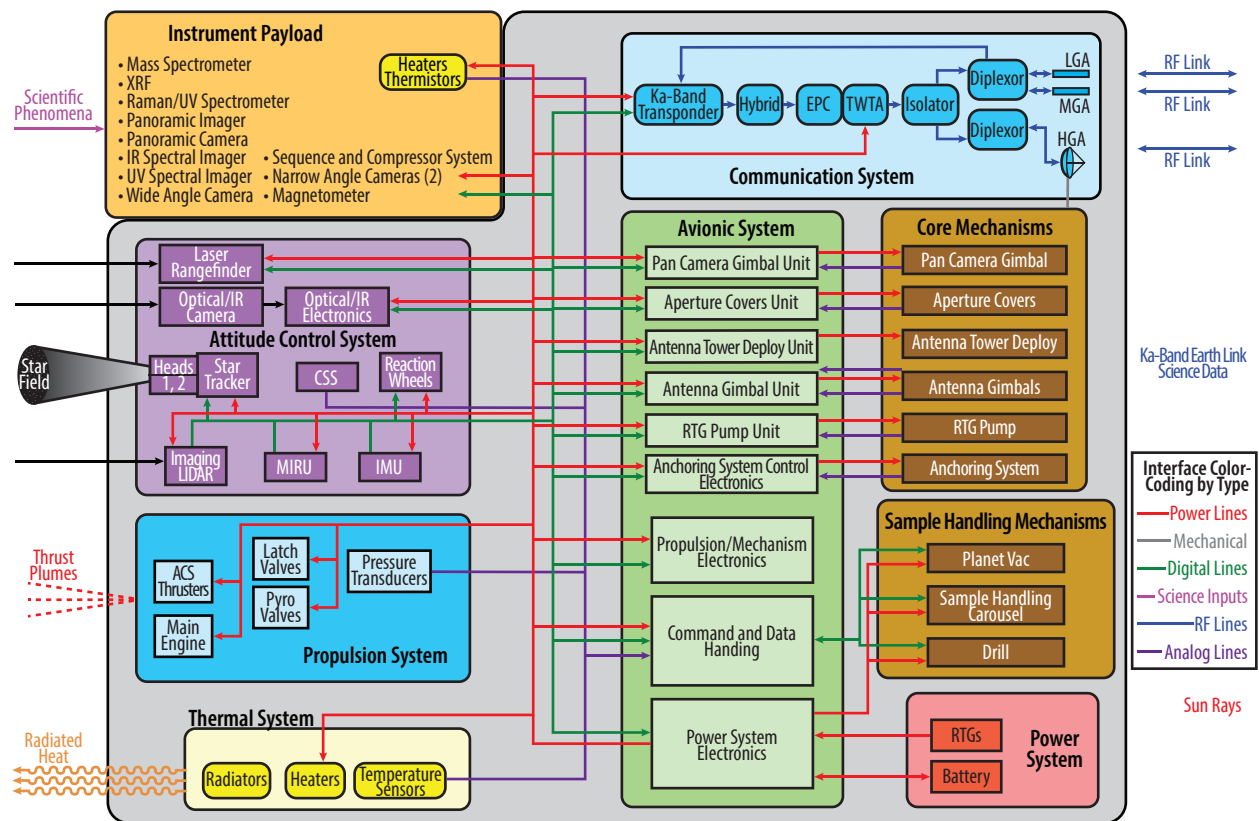 Instrument Payload
• Mass Spectrometer
• XRF
• Raman/UV Spectrometer
• Panoramic Imager
• Panoramic Camera
• IR Spectral Imager
• UV Spectral Imager
• Wide Angle Camera
• Sequence and Compressor System
• Narrow Angle Cameras (2)
• Magnetometer
Heaters
Thermistors
Scientific
Phenomena
Ka-Band
Transponder
Hybrid
EPC
TWTA
Isolator
Diplexor
Diplexor
LGA
MGA
HGA
Communication System
RF Link
RF Link
RF Link
Laser
Rangefinder
Optical/IR
Camera
Optical/IR
Electronics
Attitude Control System
Star
Field
Heads
1, 2
Star
Tracker
CSS
Reaction
Wheels
Imaging
LIDAR
MIRU
IMU
Avionic System
Pan Camera Gimbal Unit
Aperture Covers Unit
Antenna Tower Deploy Unit
Antenna Gimbal Unit
RTG Pump Unit
Anchoring System Control
Electronics
Propulsion/Mechanism
Electronics
Command and Data
Handing
Power System
Electronics
Core Mechanisms
Pan Camera Gimbal
Aperture Covers
Antenna Tower Deploy
Antenna Gimbals
RTG Pump
Anchoring System
Ka-Band Earth Link
Science Data
Sample Handling Mechanisms
Planet Vac
Sample Handling
Carousel
Drill
Interface Color-
Coding by Type
Power Lines
Mechanical
Digital Lines
Science Inputs
RF Lines
Analog Lines
Sun Rays
Thrust
Plumes
ACS
Thrusters
Main
Engine
Latch
Valves
Pyro
Valves
Pressure
Transducers
Propulsion System
Thermal System
Radiated
Heat
Radiators
Heaters
Temperature
Sensors
RTGs
Battery
Power
System